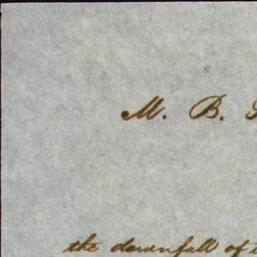 M. B.
the downfall of